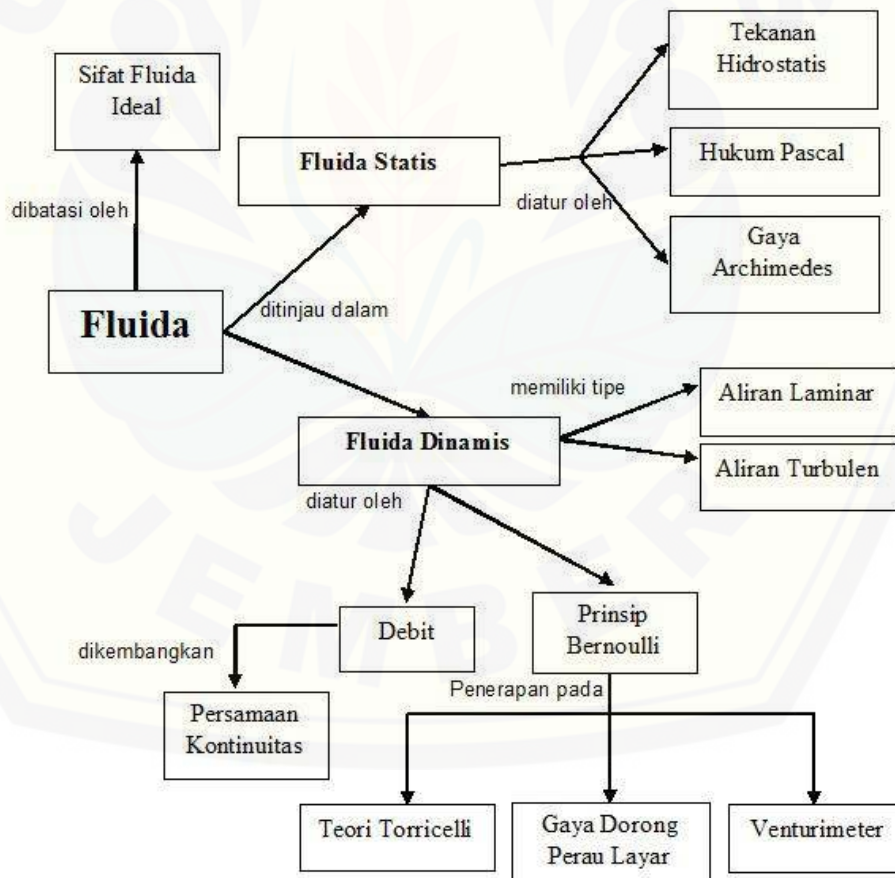 Tekanan
Hidrostatis
Sifat Fluida
Ideal
Fluida Statis
Hukum Pascal
dibatasi oleh
diatur oleh
Gaya
Archimedes
Fluida
ditinjau dalam
memiliki tipe
Aliran Laminar
Fluida Dinamis
Aliran Turbulen
diatur oleh
Debit
Prinsip
Bernoulli
dikembangkan
Penerapan pada
Persamaan
Kontinuitas
Teori Torricelli
Gaya Dorong
Perau Layar
Venturimeter
JEMBER